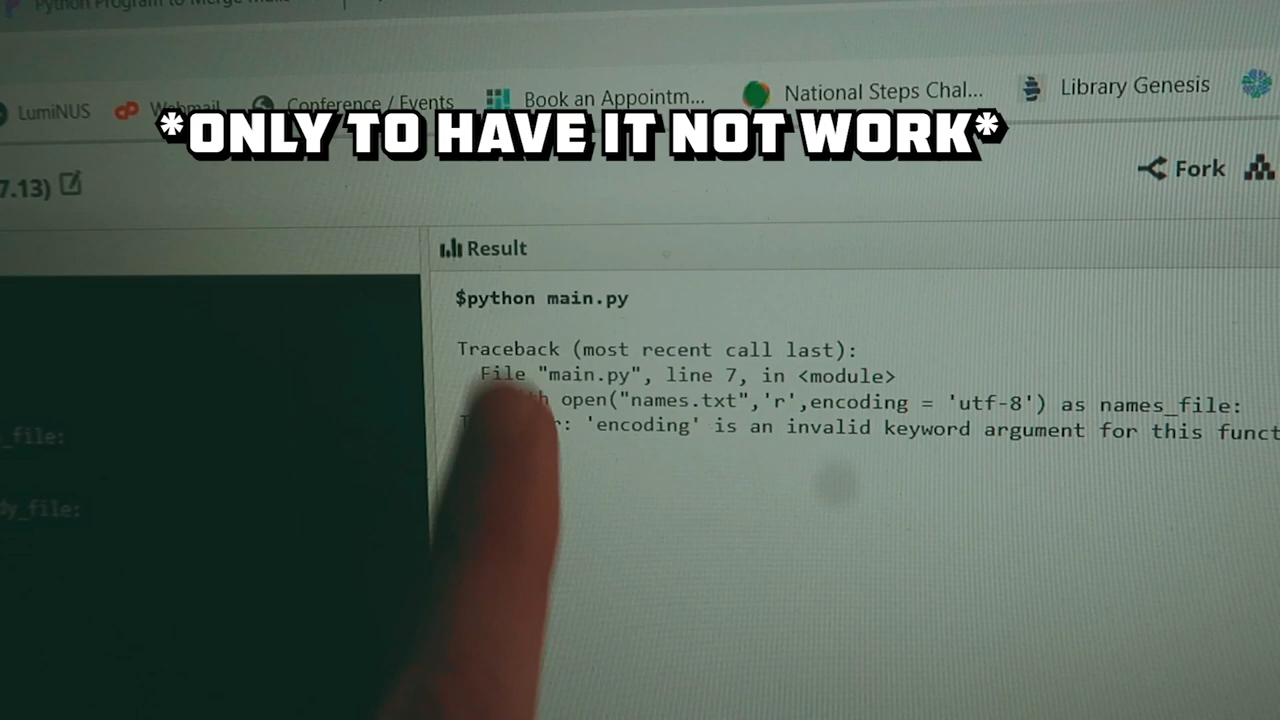 Python Program to Merge
LumiNUS Webmail Conference / Events Book an Appointm... National Steps Chal... Library Genesis
*ONLY TO HAVE IT NOT WORK*
7.13) Fork
Result
$python main.py
Traceback (most recent call last):
File "main.py", line 7, in <module>
open("names.txt",'r',encoding = 'utf-8') as names_file:
r: 'encoding' is an invalid keyword argument for this funct
_file:
dy_file: